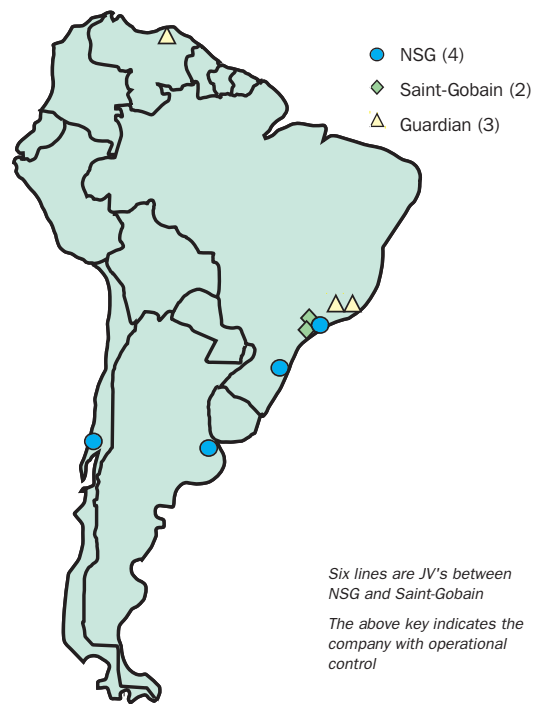 NSG (4)
Saint-Gobain (2)
Guardian (3)
Six lines are JV's between
NSG and Saint-Gobain
The above key indicates the
company with operational
control